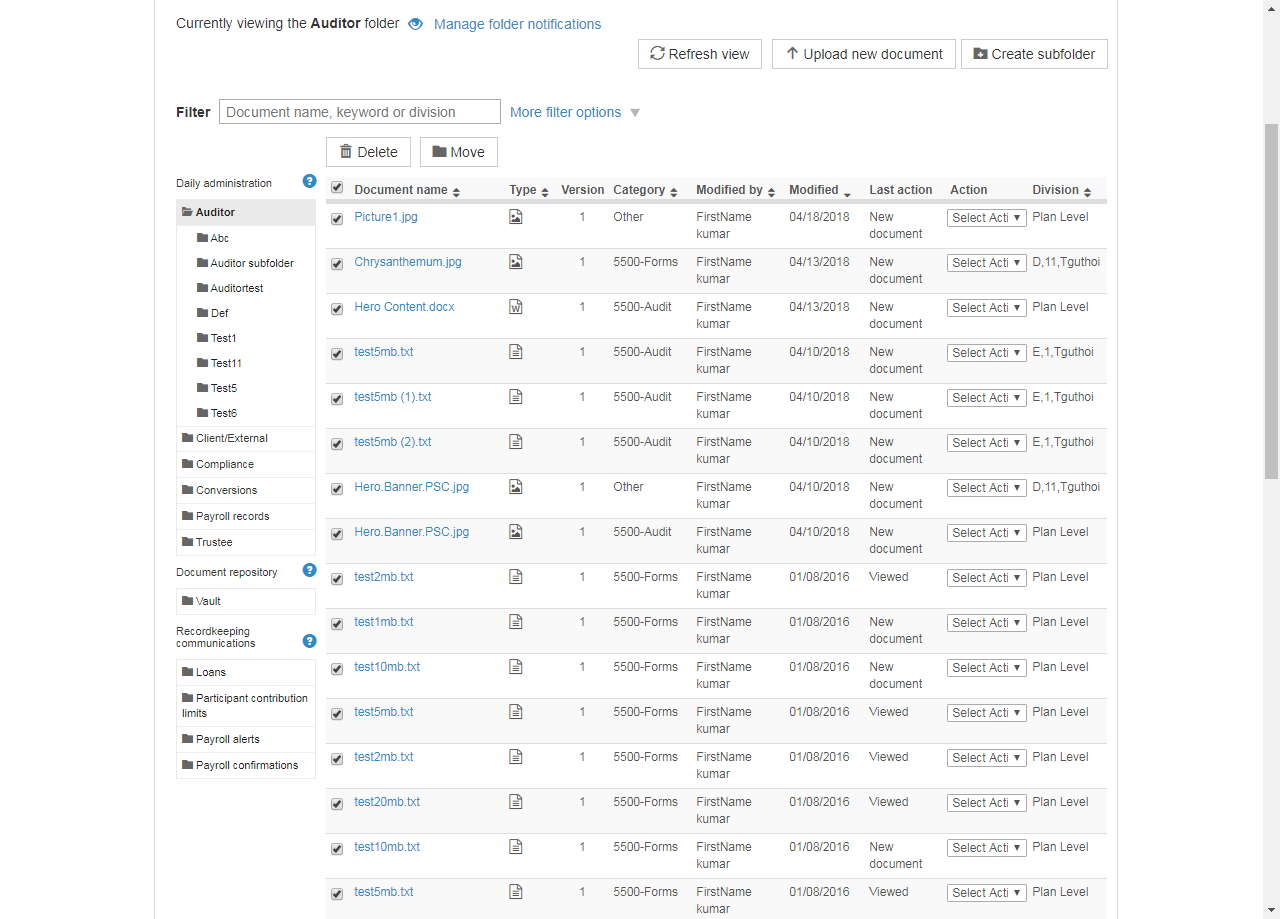 Currently viewing the Auditor folder Manage folder notifications
Refresh view Upload new document Create subfolder
Filter Document name, keyword or division More filter options
Delete Move
Daily administration ?
Auditor
Abc
Auditor subfolder
Auditortest
Def
Test1
Test11
Test5
Test6
Client/External
Compliance
Conversions
Payroll records
Trustee
Document repository ?
Vault
Recordkeeping
communications ?
Loans
Participant contribution
limits
Payroll alerts
Payroll confirmations
Document name Type Version Category Modified by Modified Last action Action Division
Picture1.jpg 1 Other FirstName 04/18/2018 New Select Acti Plan Level
kumar document
Chrysanthemum.jpg 1 5500-Forms FirstName 04/13/2018 New Select Acti D,11,Tguthoi
kumar document
Hero Content.docx W 1 5500-Audit FirstName 04/13/2018 New Select Acti Plan Level
kumar document
test5mb.txt 1 5500-Audit FirstName 04/10/2018 New Select Acti E,1,Tguthoi
kumar document
test5mb (1).txt 1 5500-Audit FirstName 04/10/2018 New Select Acti E,1,Tguthoi
kumar document
test5mb (2).txt 1 5500-Audit FirstName 04/10/2018 New Select Acti E,1,Tguthoi
kumar document
Hero.Banner.PSC.jpg 1 Other FirstName 04/10/2018 New Select Acti D,11,Tguthoi
kumar document
Hero.Banner.PSC.jpg 1 5500-Audit FirstName 04/10/2018 New Select Acti Plan Level
kumar document
test2mb.txt 1 5500-Forms FirstName 01/08/2016 Viewed Select Acti Plan Level
kumar
test1mb.txt 1 5500-Forms FirstName 01/08/2016 New Select Acti Plan Level
kumar document
test10mb.txt 1 5500-Forms FirstName 01/08/2016 New Select Acti Plan Level
kumar document
test5mb.txt 1 5500-Forms FirstName 01/08/2016 Viewed Select Acti Plan Level
kumar
test2mb.txt 1 5500-Forms FirstName 01/08/2016 Viewed Select Acti Plan Level
kumar
test20mb.txt 1 5500-Forms FirstName 01/08/2016 Viewed Select Acti Plan Level
kumar
test10mb.txt 1 5500-Forms FirstName 01/08/2016 New Select Acti Plan Level
kumar document
test5mb.txt 1 5500-Forms FirstName 01/08/2016 Viewed Select Acti Plan Level
kumar